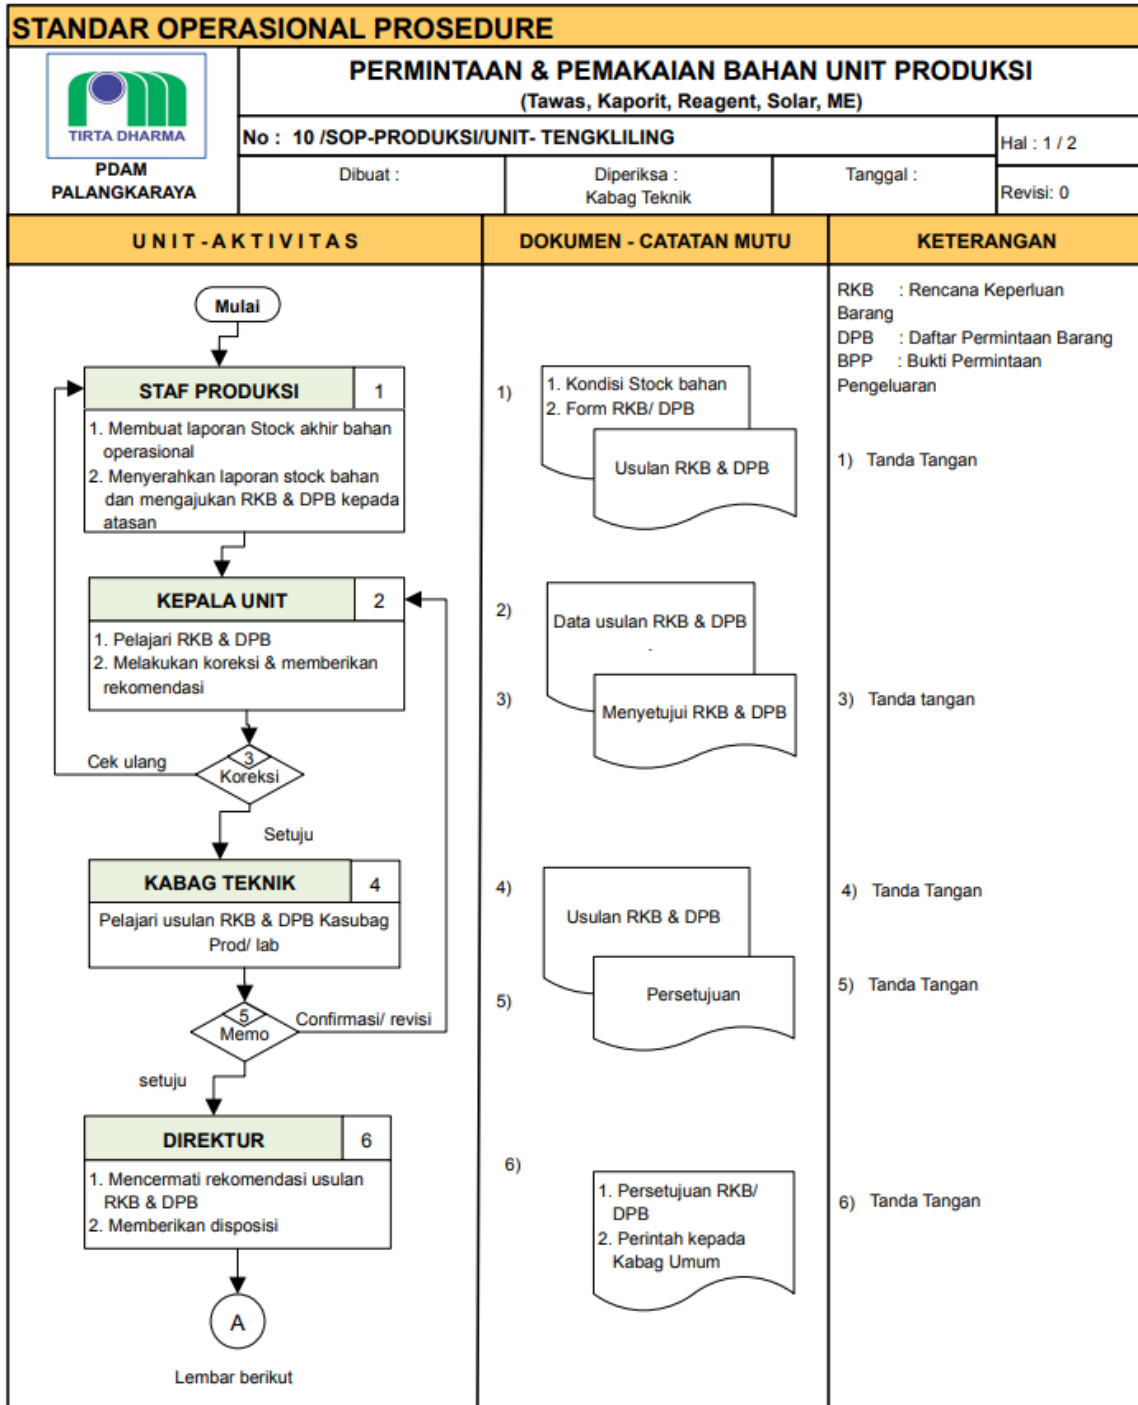 STANDAR OPERASIONAL PROSEDURE
TIRTA DHARMA
PDAM
PALANGKARAYA
PERMINTAAN & PEMAKAIAN BAHAN UNIT PRODUKSI
(Tawas, Kaporit, Reagent, Solar, ME)
No : 10 /SOP-PRODUKSI/UNIT- TENGKLILING
Hal : 1 / 2
Dibuat :
Diperiksa :
Kabag Teknik
Tanggal :
Revisi: 0
UNIT-AKTIVITAS
DOKUMEN - CATATAN MUTU
KETERANGAN
Mulai
STAF PRODUKSI
1
1. Membuat laporan Stock akhir bahan
operasional
2. Menyerahkan laporan stock bahan
dan mengajukan RKB & DPB kepada
atasan
KEPALA UNIT
2
1. Pelajari RKB & DPB
2. Melakukan koreksi & memberikan
rekomendasi
Cek ulang
3
Koreksi
Setuju
KABAG TEKNIK
4
Pelajari usulan RKB & DPB Kasubag
Prod/ lab
5
Memo
Confirmasi/ revisi
setuju
DIREKTUR
6
1. Mencermati rekomendasi usulan
RKB & DPB
2. Memberikan disposisi
A
Lembar berikut
1)
1. Kondisi Stock bahan
2. Form RKB/ DPB
Usulan RKB & DPB
2)
Data usulan RKB & DPB
.
3)
Menyetujui RKB & DPB
4)
Usulan RKB & DPB
5)
Persetujuan
6)
1. Persetujuan RKB/
DPB
2. Perintah kepada
Kabag Umum
RKB : Rencana Keperluan
Barang
DPB : Daftar Permintaan Barang
BPP : Bukti Permintaan
Pengeluaran
1) Tanda Tangan
3) Tanda tangan
4) Tanda Tangan
5) Tanda Tangan
6) Tanda Tangan